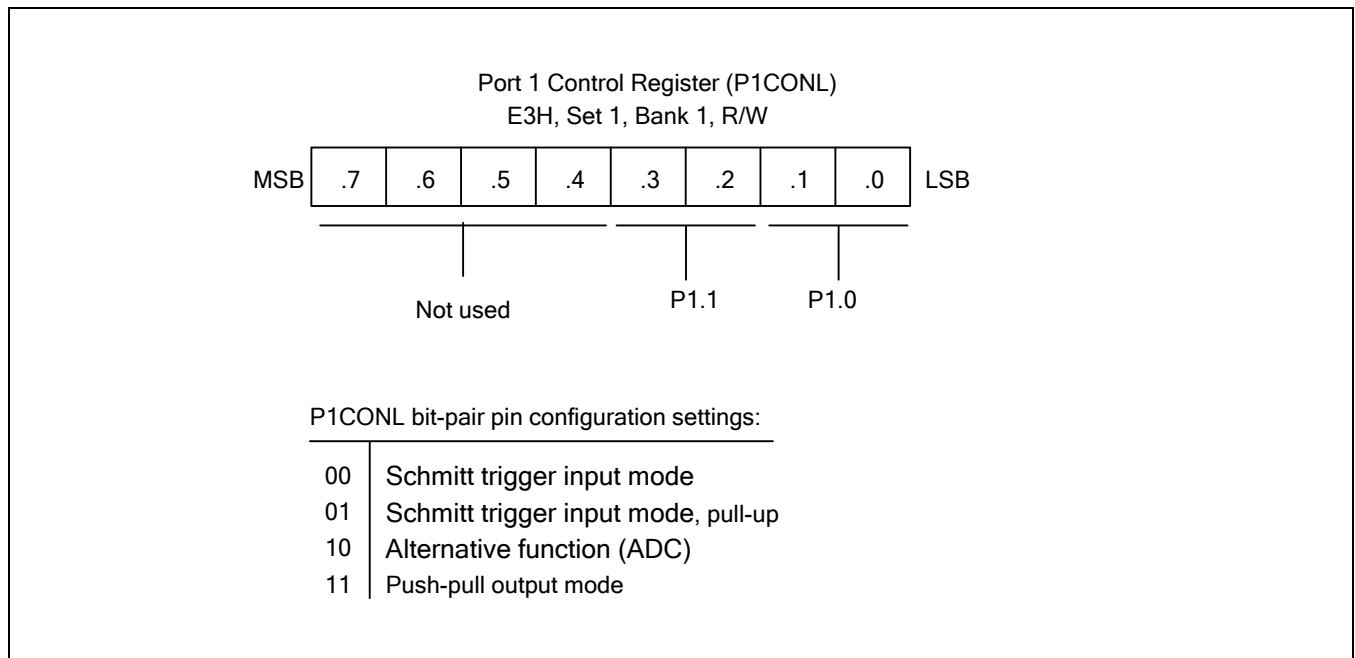 Port 1 Control Register (P1CONL)
E3H, Set 1, Bank 1, R/W
MSB .7 .6 .5 .4 .3 .2 .1 .0 LSB
Not used P1.1 P1.0
P1CONL bit-pair pin configuration settings:
00 Schmitt trigger input mode
01 Schmitt trigger input mode, pull-up
10 Alternative function (ADC)
11 Push-pull output mode